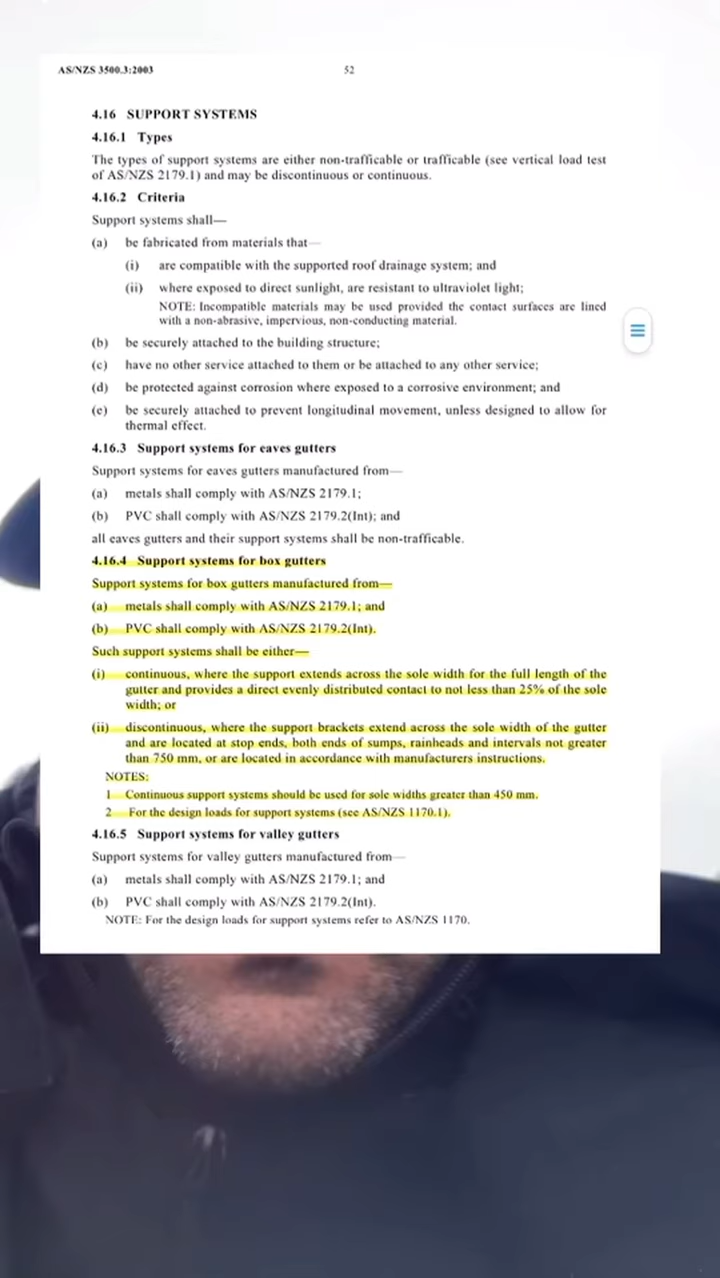 AS/NZS 3500.3:2003
52
4.16 SUPPORT SYSTEMS
4.16.1 Types
The types of support systems are either non-trafficable or trafficable (see vertical load test
of AS/NZS 2179.1) and may be discontinuous or continuous.
4.16.2 Criteria
Support systems shall—
(a) be fabricated from materials that—
(i) are compatible with the supported roof drainage system; and
(ii) where exposed to direct sunlight, are resistant to ultraviolet light;
NOTE: Incompatible materials may be used provided the contact surfaces are lined
with a non-abrasive, impervious, non-conducting material.
(b) be securely attached to the building structure;
(c) have no other service attached to them or be attached to any other service;
(d) be protected against corrosion where exposed to a corrosive environment; and
(e) be securely attached to prevent longitudinal movement, unless designed to allow for
thermal effect.
4.16.3 Support systems for eaves gutters
Support systems for eaves gutters manufactured from—
(a) metals shall comply with AS/NZS 2179.1;
(b) PVC shall comply with AS/NZS 2179.2(Int); and
all eaves gutters and their support systems shall be non-trafficable.
4.16.4 Support systems for box gutters
Support systems for box gutters manufactured from—
(a) metals shall comply with AS/NZS 2179.1; and
(b) PVC shall comply with AS/NZS 2179.2(Int).
Such support systems shall be either—
(i) continuous, where the support extends across the sole width for the full length of the
gutter and provides a direct evenly distributed contact to not less than 25% of the sole
width; or
(ii) discontinuous, where the support brackets extend across the sole width of the gutter
and are located at stop ends, both ends of sumps, rainheads and intervals not greater
than 750 mm, or are located in accordance with manufacturers instructions.
NOTES:
1 Continuous support systems should be used for sole widths greater than 450 mm.
2 For the design loads for support systems (see AS/NZS 1170.1).
4.16.5 Support systems for valley gutters
Support systems for valley gutters manufactured from—
(a) metals shall comply with AS/NZS 2179.1; and
(b) PVC shall comply with AS/NZS 2179.2(Int).
NOTE: For the design loads for support systems refer to AS/NZS 1170.